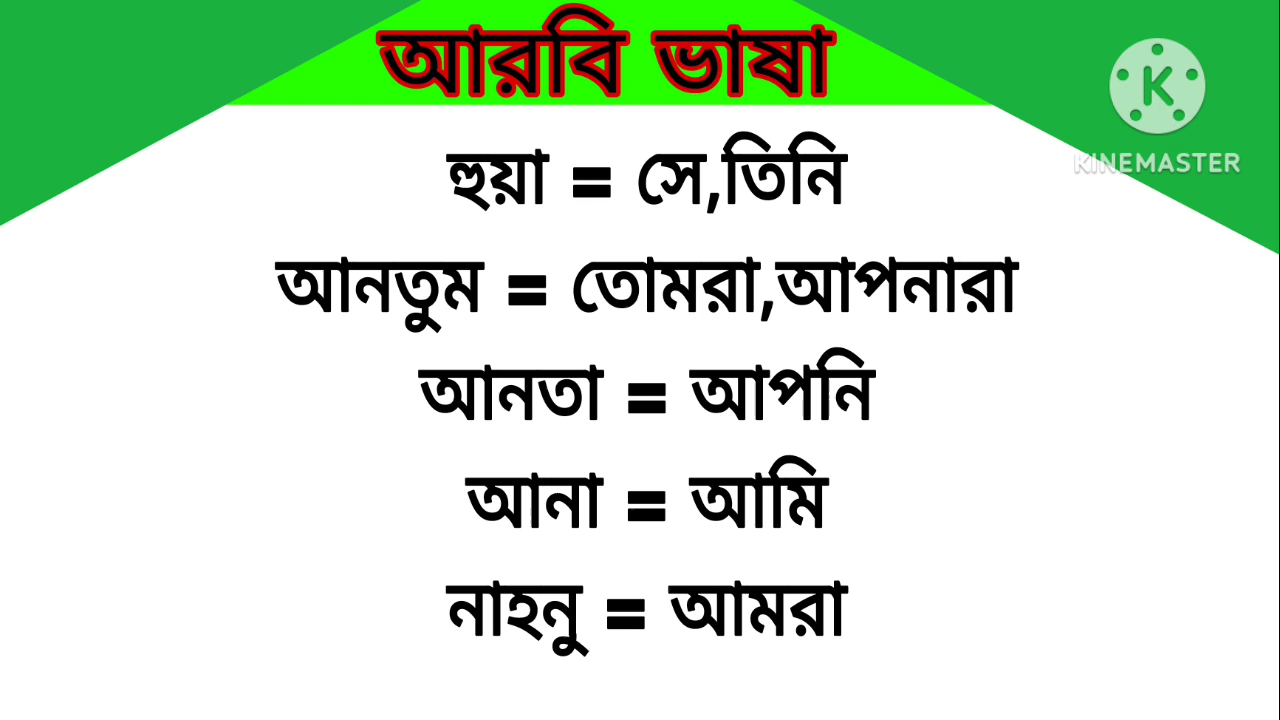 আরবি ভাষা
K
KINEMASTER
হুয়া = সে,তিনি
আনতুম = তোমরা,আপনারা
আনতা = আপনি
আনা = আমি
নাহনু = আমরা